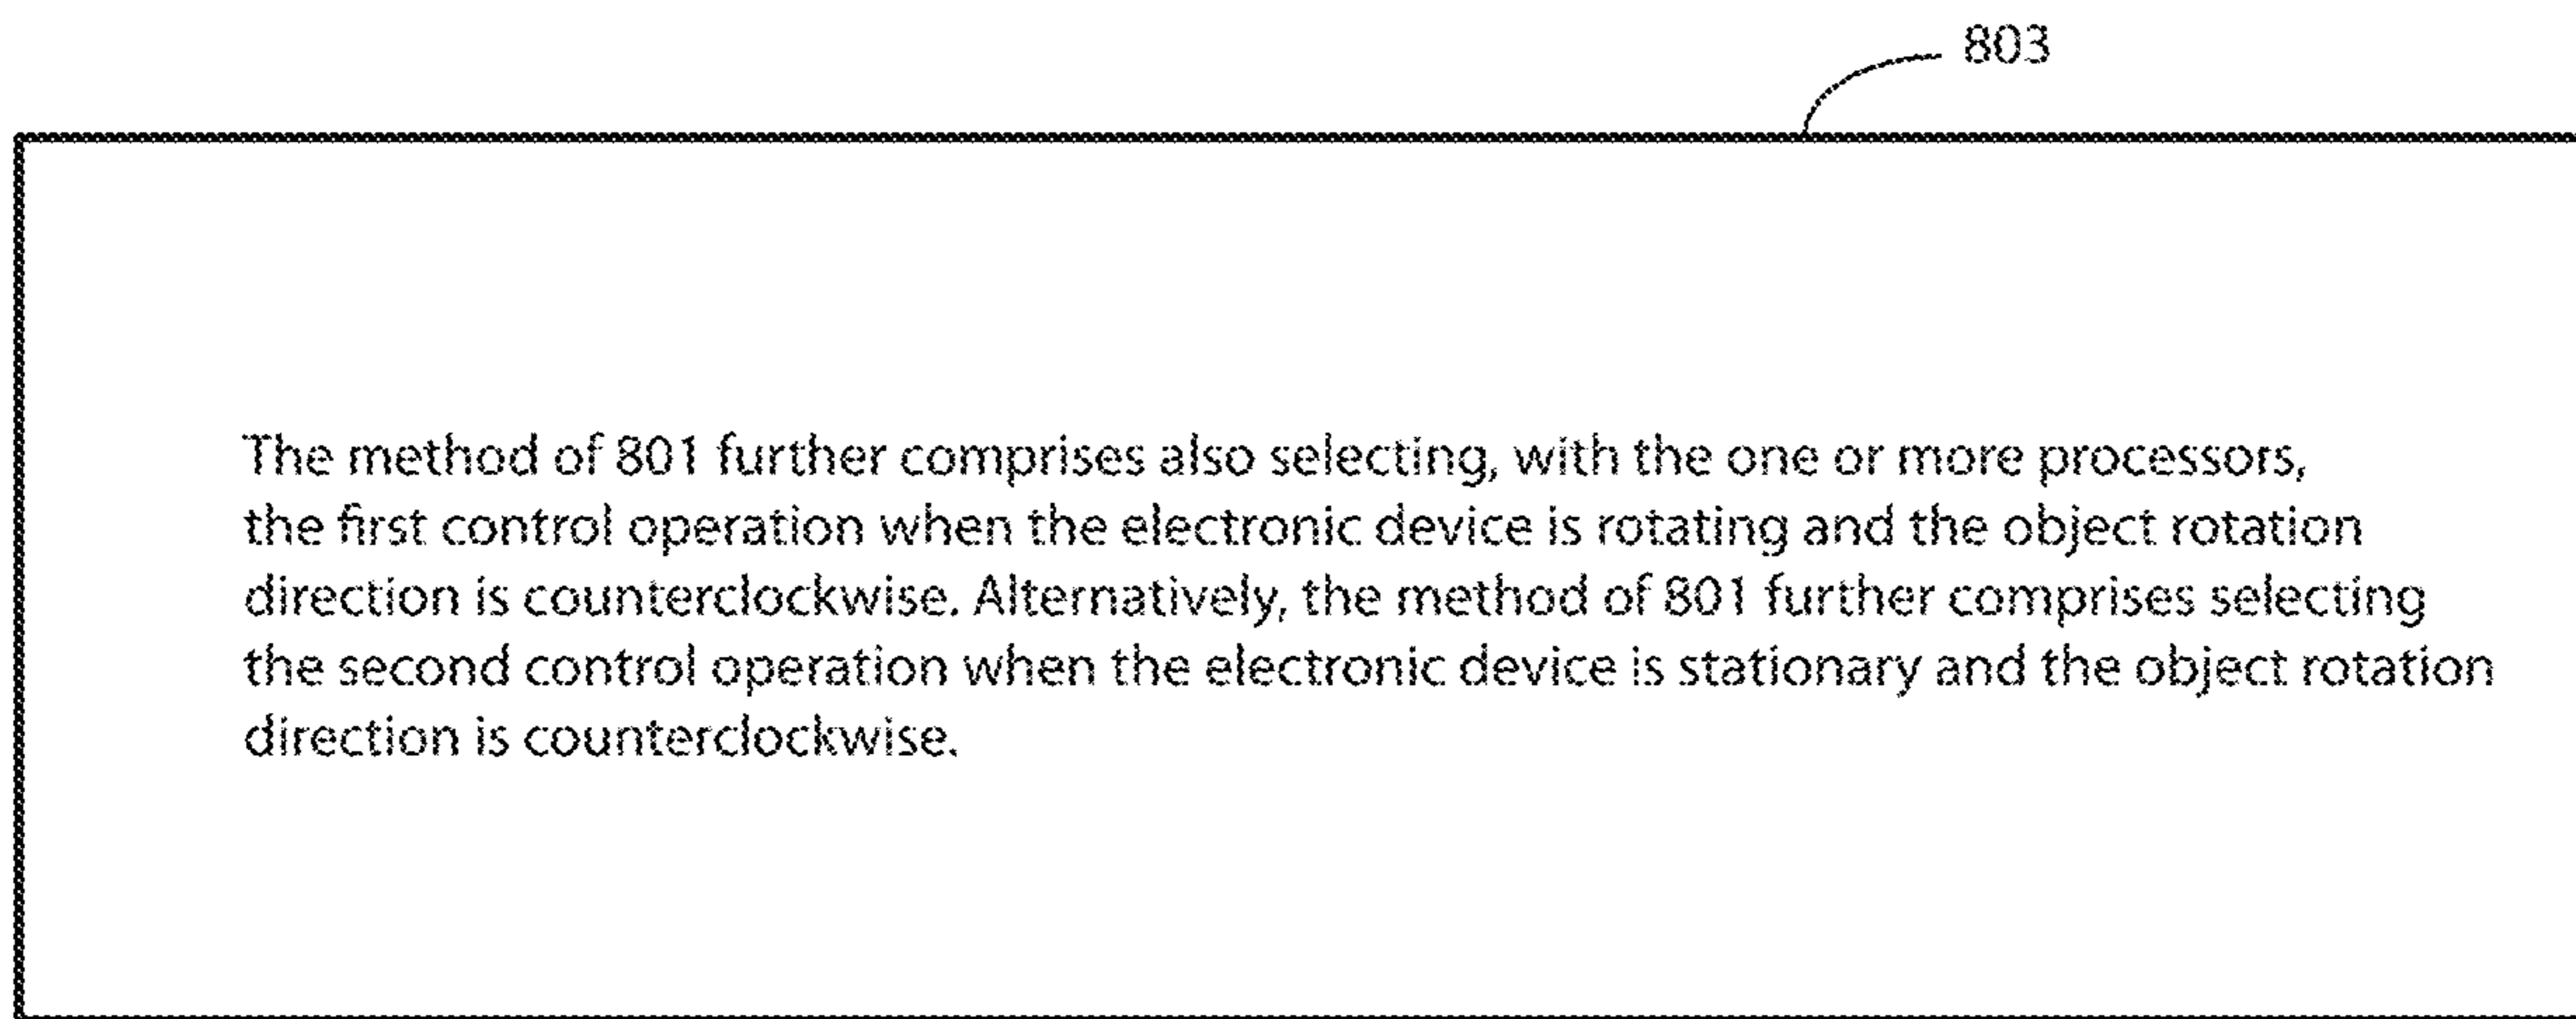 803
The method of 801 further comprises also selecting, with the one or more processors,
the first control operation when the electronic device is rotating and the object rotation
direction is counterclockwise. Alternatively, the method of 801 further comprises selecting
the second control operation when the electronic device is stationary and the object rotation
direction is counterclockwise.